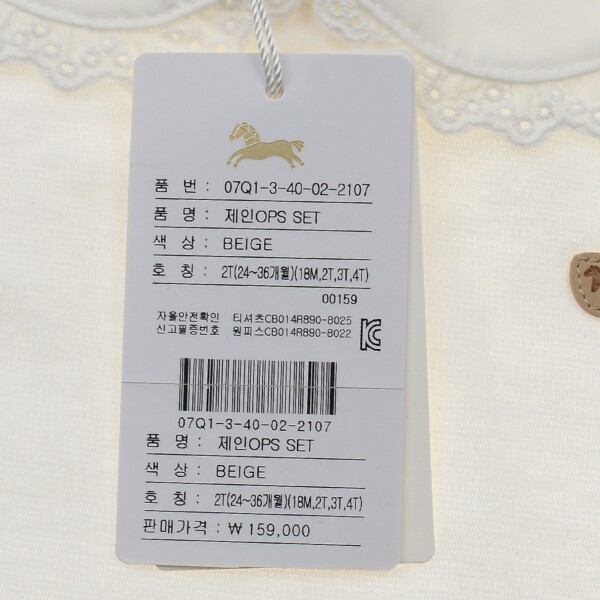 품 번 : 07Q1-3-40-02-2107
품 명 : 제인OPS SET
색 상 : BEIGE
호 칭 : 2T(24~36개월)(18M,2T,3T,4T)
00159
자율안전확인 티셔츠CB014R890-8025
신고필증번호 원피스CB014R890-8022
07Q1-3-40-02-2107
품 명 : 제인OPS SET
색 상 : BEIGE
호 칭 : 2T(24~36개월)(18M,2T,3T,4T)
판매가격 : ₩ 159,000